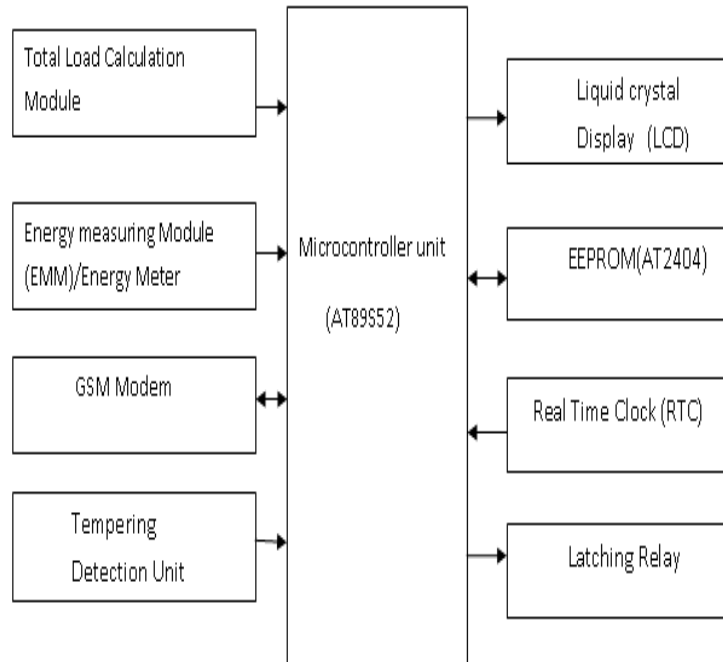 Total Load Calculation
Module
Energy measuring Module
(EMM)/Energy Meter
GSM Modem
Tempering
Detection Unit
Microcontroller unit
(AT89S52)
Liquid crystal
Display (LCD)
EEPROM(AT2404)
Real Time Clock (RTC)
Latching Relay